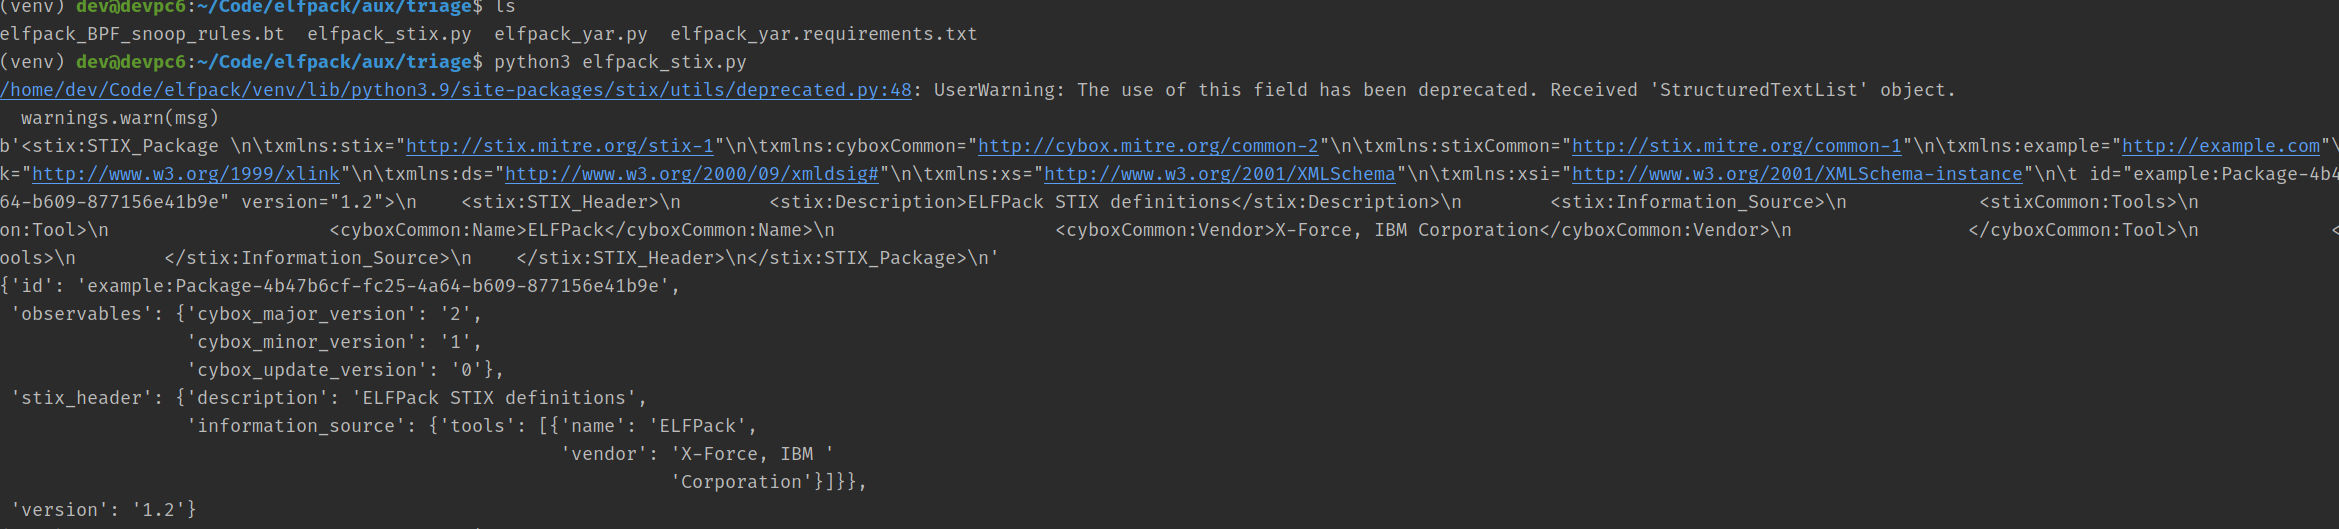 (venv) dev@devpc6:~/Code/elfpack/aux/triage$ ls
elfpack_BPF_snoop_rules.bt  elfpack_stix.py  elfpack_yar.py  elfpack_yar.requirements.txt
(venv) dev@devpc6:~/Code/elfpack/aux/triage$ python3 elfpack_stix.py
/home/dev/Code/elfpack/venv/lib/python3.9/site-packages/stix/utils/deprecated.py:48: UserWarning: The use of this field has been deprecated. Received 'StructuredTextList' object.
  warnings.warn(msg)
b'<stix:STIX_Package \n\txmlns:stix="http://stix.mitre.org/stix-1"\n\txmlns:cyboxCommon="http://cybox.mitre.org/common-2"\n\txmlns:stixCommon="http://stix.mitre.org/common-1"\n\txmlns:example="http://example.com"\
k="http://www.w3.org/1999/xlink"\n\txmlns:ds="http://www.w3.org/2000/09/xmldsig#"\n\txmlns:xs="http://www.w3.org/2001/XMLSchema"\n\txmlns:xsi="http://www.w3.org/2001/XMLSchema-instance"\n\t id="example:Package-4b4
64-b609-877156e41b9e" version="1.2">\n    <stix:STIX_Header>\n        <stix:Description>ELFPack STIX definitions</stix:Description>\n        <stix:Information_Source>\n            <stixCommon:Tools>\n
on:Tool>\n                    <cyboxCommon:Name>ELFPack</cyboxCommon:Name>\n                    <cyboxCommon:Vendor>X-Force, IBM Corporation</cyboxCommon:Vendor>\n                </cyboxCommon:Tool>\n            <
ools>\n        </stix:Information_Source>\n    </stix:STIX_Header>\n</stix:STIX_Package>\n'
{'id': 'example:Package-4b47b6cf-fc25-4a64-b609-877156e41b9e',
 'observables': {'cybox_major_version': '2',
                 'cybox_minor_version': '1',
                 'cybox_update_version': '0'},
 'stix_header': {'description': 'ELFPack STIX definitions',
                 'information_source': {'tools': [{'name': 'ELFPack',
                                                   'vendor': 'X-Force, IBM '
                                                             'Corporation'}]}},
 'version': '1.2'}